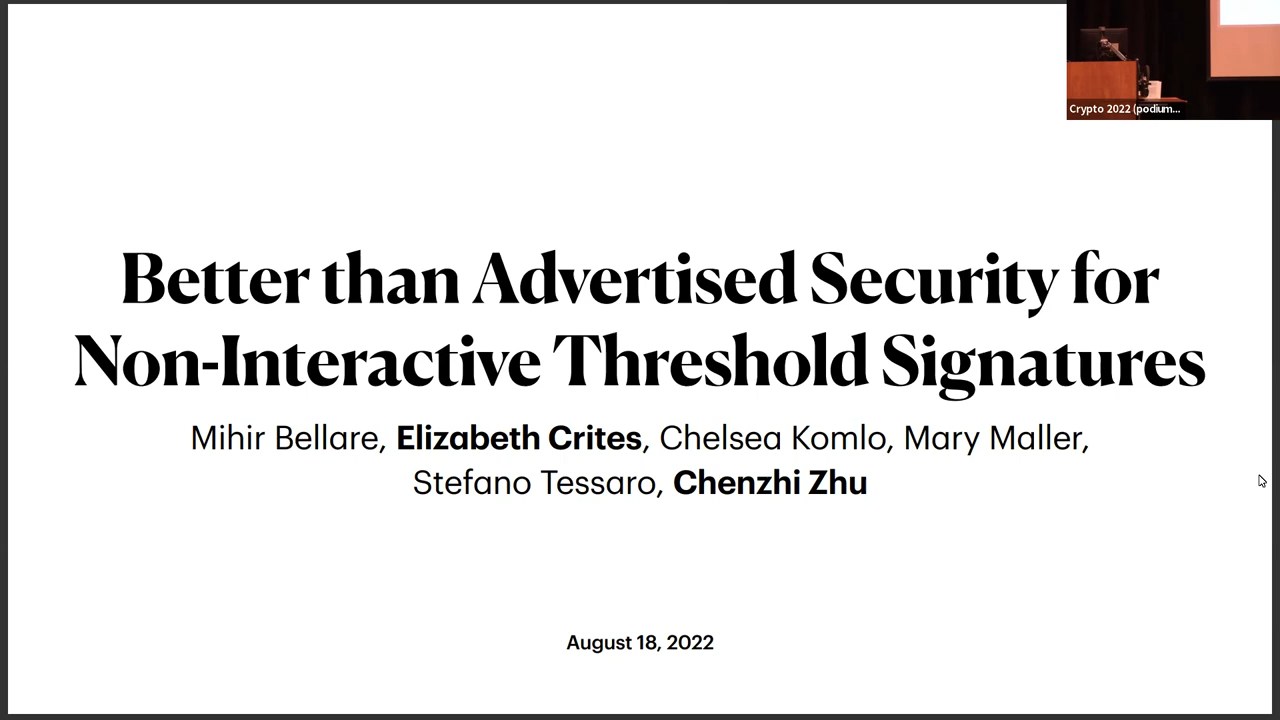 Crypto 2022 (podium...
Better than Advertised Security for
Non-Interactive Threshold Signatures
Mihir Bellare, Elizabeth Crites, Chelsea Komlo, Mary Maller,
Stefano Tessaro, Chenzhi Zhu
August 18, 2022